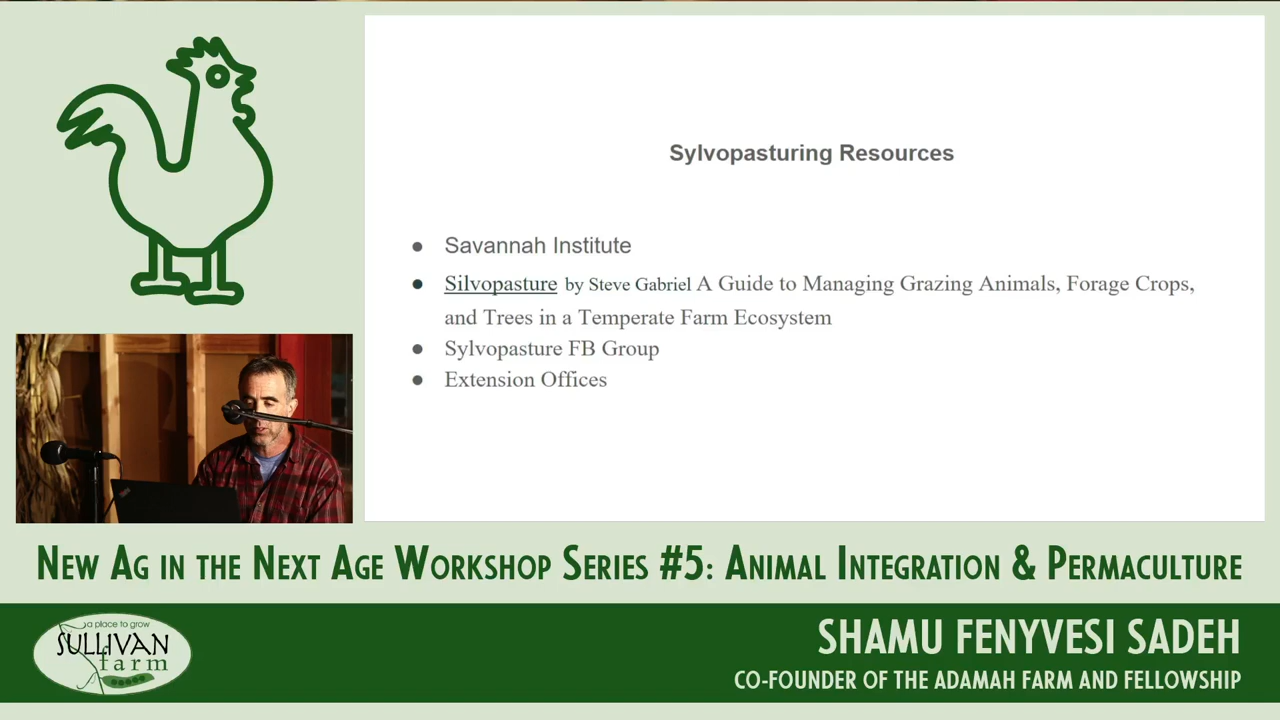 Sylvopasturing Resources
● Savannah Institute
● Silvopasture by Steve Gabriel A Guide to Managing Grazing Animals, Forage Crops,
and Trees in a Temperate Farm Ecosystem
● Sylvopasture FB Group
● Extension Offices
New Ag in the Next Age Workshop Series #5: Animal Integration & Permaculture
a place to grow
SULLIVAN
farm
SHAMU FENYVESI SADEH
CO-FOUNDER OF THE ADAMAH FARM AND FELLOWSHIP